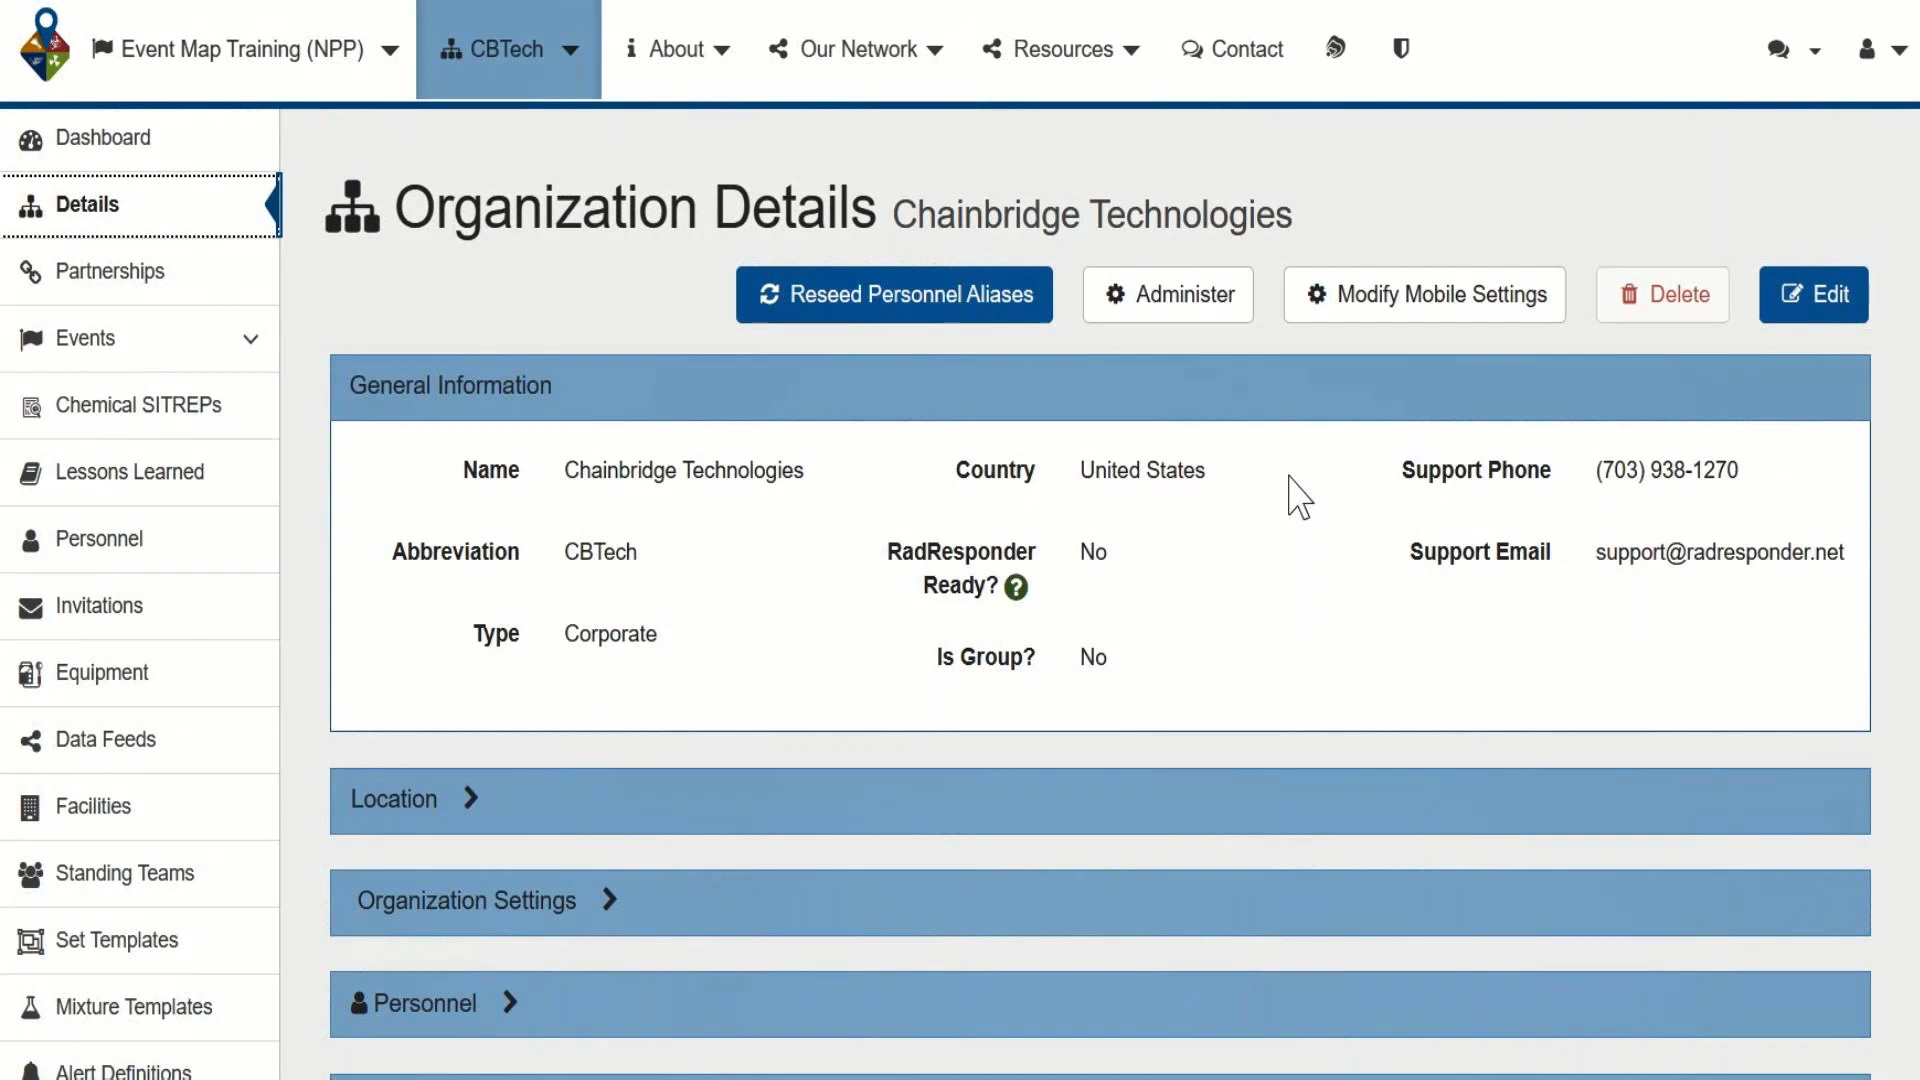 Event Map Training (NPP)
CBTech
About
Our Network
Resources
Contact
Dashboard
Details
Partnerships
Events
Chemical SITREPs
Lessons Learned
Personnel
Invitations
Equipment
Data Feeds
Facilities
Standing Teams
Set Templates
Mixture Templates
Alert Definitions
Organization Details Chainbridge Technologies
Reseed Personnel Aliases
Administer
Modify Mobile Settings
Delete
Edit
General Information
Name Chainbridge Technologies
Abbreviation CBTech
Type Corporate
Country United States
RadResponder No
Ready? ?
Is Group? No
Support Phone (703) 938-1270
Support Email support@radresponder.net
Location
Organization Settings
Personnel